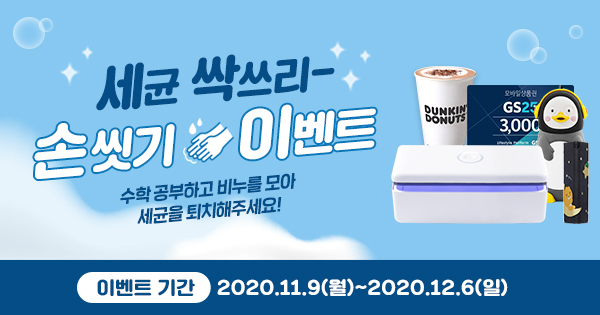 세균 싹쓰리-
손씻기 이벤트
수학 공부하고 비누를 모아
세균을 퇴치해주세요!
DUNKIN'
DONUTS
모바일상품권
GS25
3,000
이벤트 기간 2020.11.9(월)~2020.12.6(일)